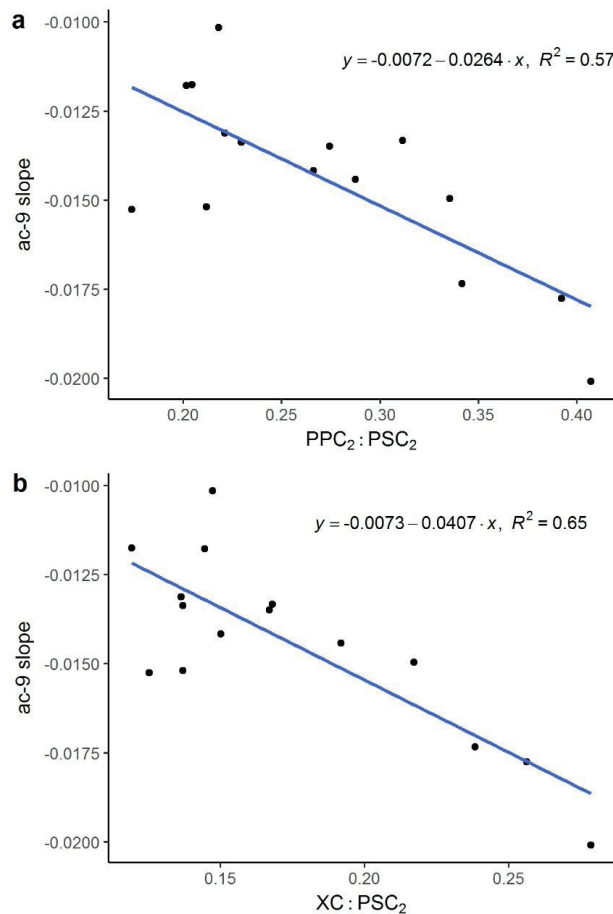 a
y = -0.0072 − 0.0264 · x, R² = 0.57
-0.0100
-0.0125
-0.0150
-0.0175
-0.0200
ac-9 slope
0.20 0.25 0.30 0.35 0.40
PPC₂ : PSC₂
b
y = -0.0073 − 0.0407 · x, R² = 0.65
-0.0100
-0.0125
-0.0150
-0.0175
-0.0200
ac-9 slope
0.15 0.20 0.25
XC : PSC₂